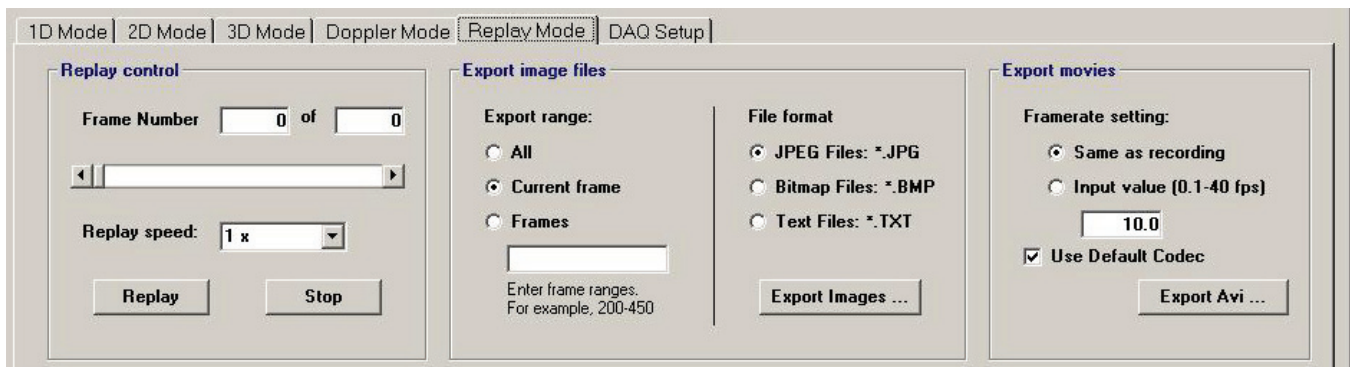 1D Mode 2D Mode 3D Mode Doppler Mode Replay Mode DAQ Setup
Replay control
Frame Number 0 of 0
Replay speed: 1 x
Replay Stop
Export image files
Export range:
All
Current frame
Frames
Enter frame ranges.
For example, 200-450
File format
JPEG Files: *.JPG
Bitmap Files: *.BMP
Text Files: *.TXT
Export Images ...
Export movies
Framerate setting:
Same as recording
Input value (0.1-40 fps)
10.0
Use Default Codec
Export Avi ...